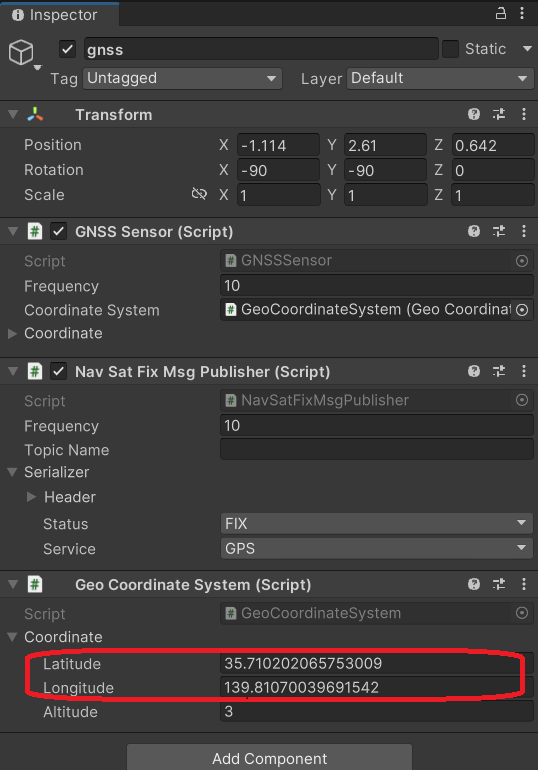 Inspector
gnss Static
Tag Untagged Layer Default
Transform
Position X -1.114 Y 2.61 Z 0.642
Rotation X -90 Y -90 Z 0
Scale X 1 Y 1 Z 1
# GNSS Sensor (Script)
Script # GNSSSensor
Frequency 10
Coordinate System # GeoCoordinateSystem (Geo Coordinat
Coordinate
# Nav Sat Fix Msg Publisher (Script)
Script # NavSatFixMsgPublisher
Frequency 10
Topic Name
Serializer
Header
Status FIX
Service GPS
# Geo Coordinate System (Script)
Script # GeoCoordinateSystem
Coordinate
Latitude 35.710202065753009
Longitude 139.81070039691542
Altitude 3
Add Component